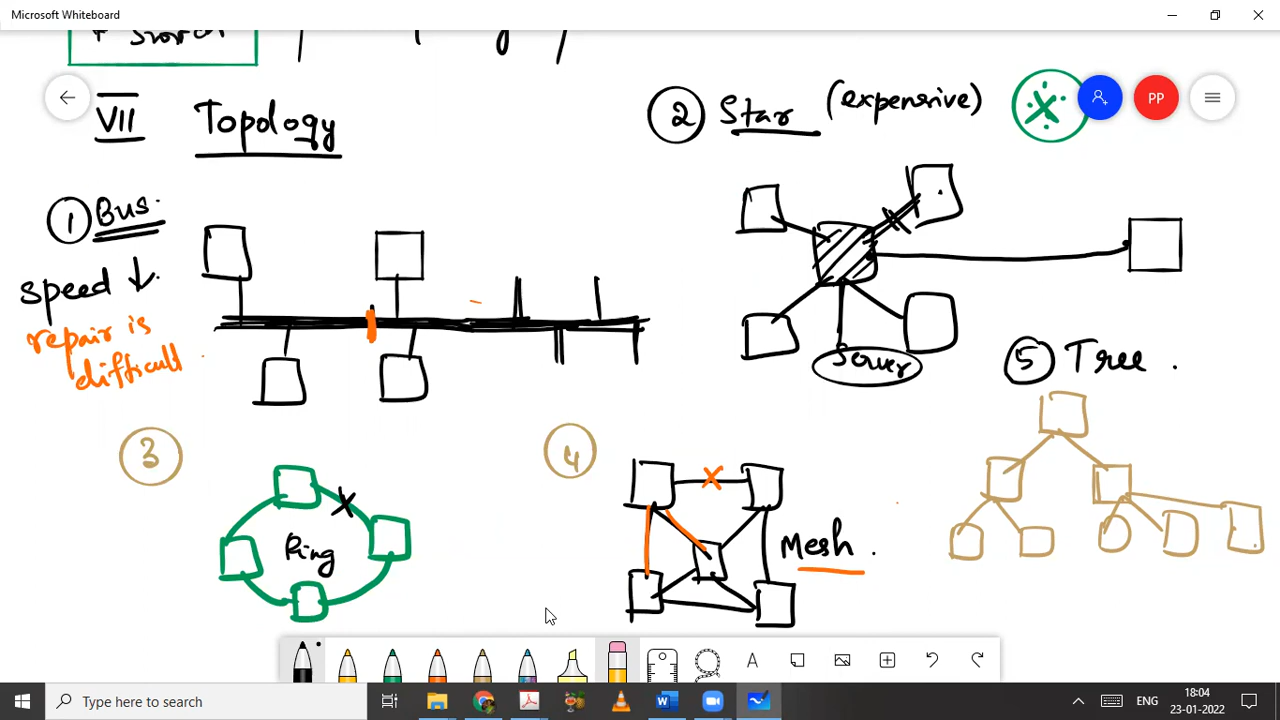 Microsoft Whiteboard
VII Topology
2 Star (expensive)
PP
1 Bus
speed ↓
repair is
difficult
Server
5 Tree .
3
4
Ring
Mesh .
A
Type here to search
ENG
18:04
23-01-2022